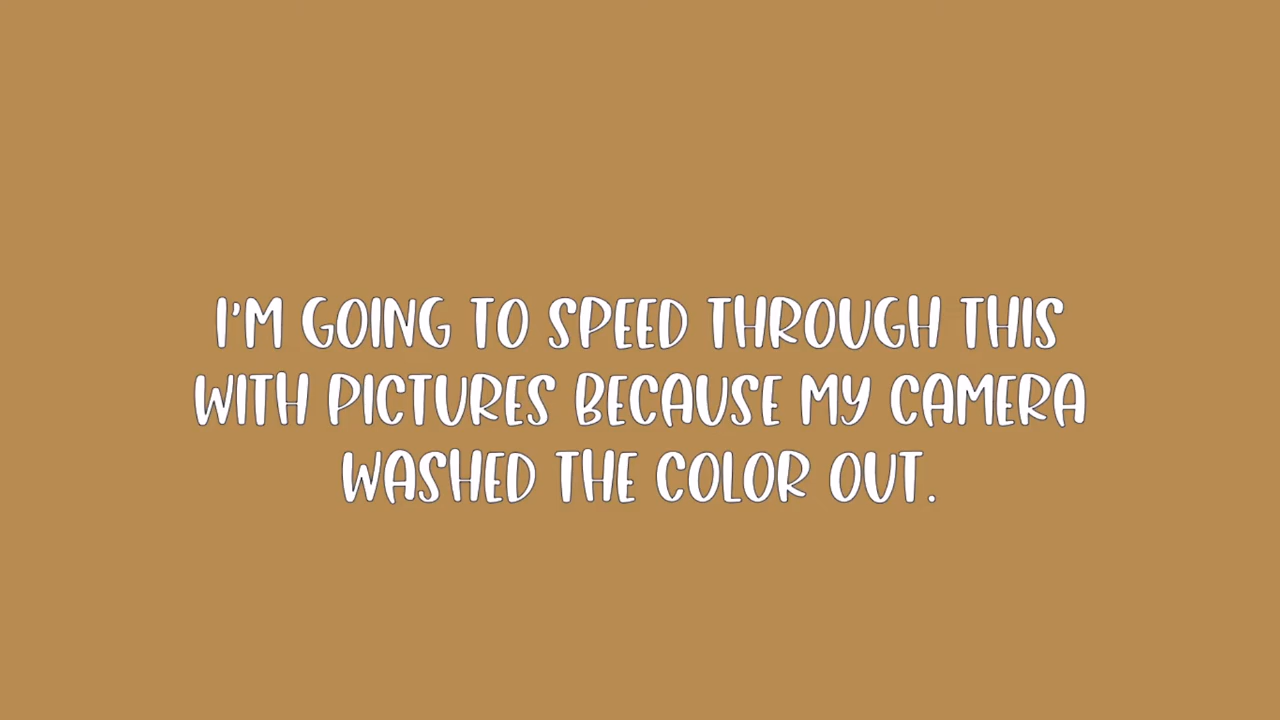 I'M GOING TO SPEED THROUGH THIS
WITH PICTURES BECAUSE MY CAMERA
WASHED THE COLOR OUT.